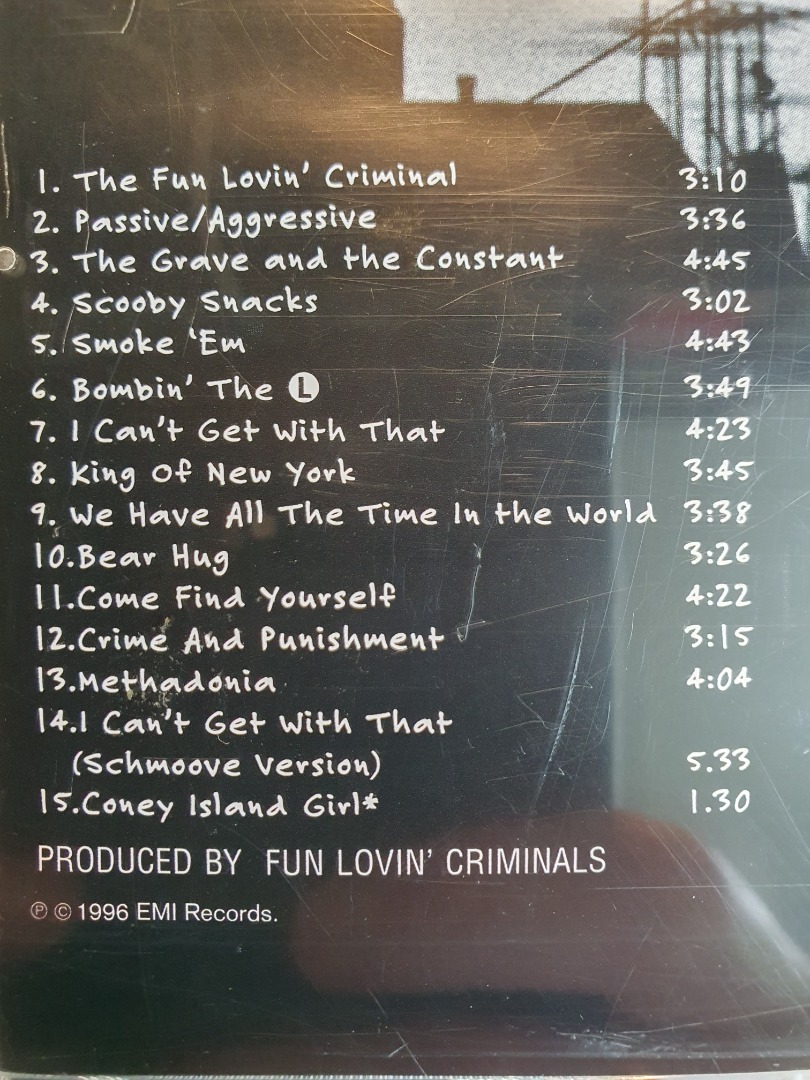 1. The Fun Lovin' Criminal 3:10
2. Passive/Aggressive 3:36
3. The Grave and the Constant 4:45
4. Scooby Snacks 3:02
5. Smoke 'Em 4:43
6. Bombin' The L 3:49
7. I Can't Get With That 4:23
8. King Of New York 3:45
9. We Have All The Time In the World 3:38
10.Bear Hug 3:26
11.Come Find Yourself 4:22
12.Crime And Punishment 3:15
13.Methadonia 4:04
14.I Can't Get With That
(Schmoove Version) 5.33
15.Coney Island Girl* 1.30
PRODUCED BY FUN LOVIN' CRIMINALS
℗ © 1996 EMI Records.